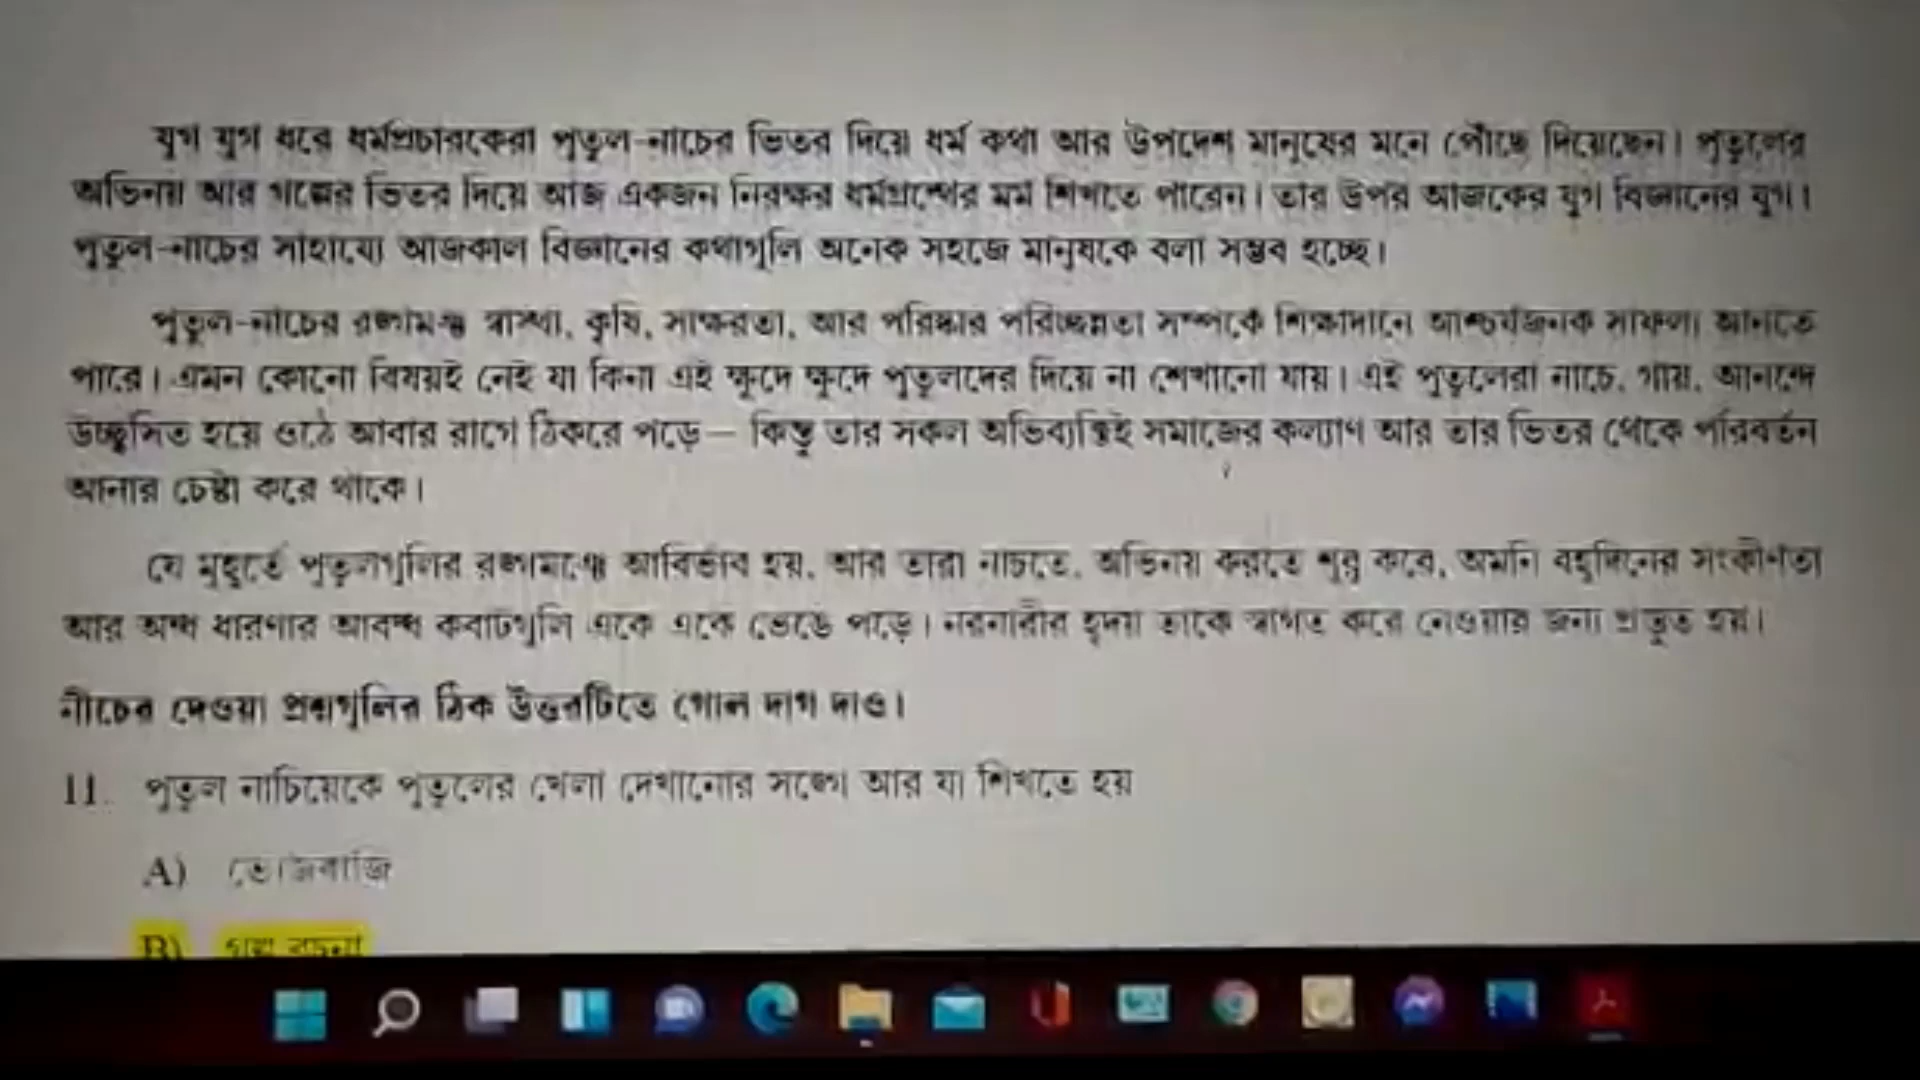 যুগ যুগ ধরে ধর্মপ্রচারকেরা পুতুল-নাচের ভিতর দিয়ে ধর্ম কথা আর উপদেশ মানুষের মনে পৌঁছে দিয়েছেন। পুতুলের
অভিনয় আর গল্পের ভিতর দিয়ে আজ একজন নিরক্ষর ধর্মগ্রন্থের মর্ম শিখতে পারেন। তার উপর আজকের যুগ বিজ্ঞানের যুগ।
পুতুল-নাচের সাহায্যে আজকাল বিজ্ঞানের কথাগুলি অনেক সহজে মানুষকে বলা সম্ভব হচ্ছে।
পুতুল-নাচের রঙ্গমঞ্চ স্বাস্থ্য, কৃষি, সাক্ষরতা, আর পরিষ্কার পরিচ্ছন্নতা সম্পর্কে শিক্ষাদানে আশ্চর্যজনক সাফল্য আনতে
পারে। এমন কোনো বিষয়ই নেই যা কিনা এই ক্ষুদে ক্ষুদে পুতুলদের দিয়ে না শেখানো যায়। এই পুতুলেরা নাচে, গায়, আনন্দে
উচ্ছ্বসিত হয়ে ওঠে আবার রাগে ঠিকরে পড়ে — কিন্তু তার সকল অভিব্যক্তিই সমাজের কল্যাণ আর তার ভিতর থেকে পরিবর্তন
আনার চেষ্টা করে থাকে।
যে মুহূর্তে পুতুলগুলির রঙ্গমঞ্চে আবির্ভাব হয়, আর তারা নাচতে, অভিনয় করতে শুরু করে, অমনি বহুদিনের সংকীর্ণতা
আর অন্ধ ধারণার আবদ্ধ কবাটগুলি একে একে ভেঙে পড়ে। নরনারীর হৃদয় তাকে স্বাগত করে নেওয়ার জন্য প্রস্তুত হয়।
নীচের দেওয়া প্রশ্নগুলির ঠিক উত্তরটিতে গোল দাগ দাও।
11. পুতুল নাচিয়েকে পুতুলের খেলা দেখানোর সঙ্গে আর যা শিখতে হয়
A) ভোজবাজি
B) গল্প রচনা